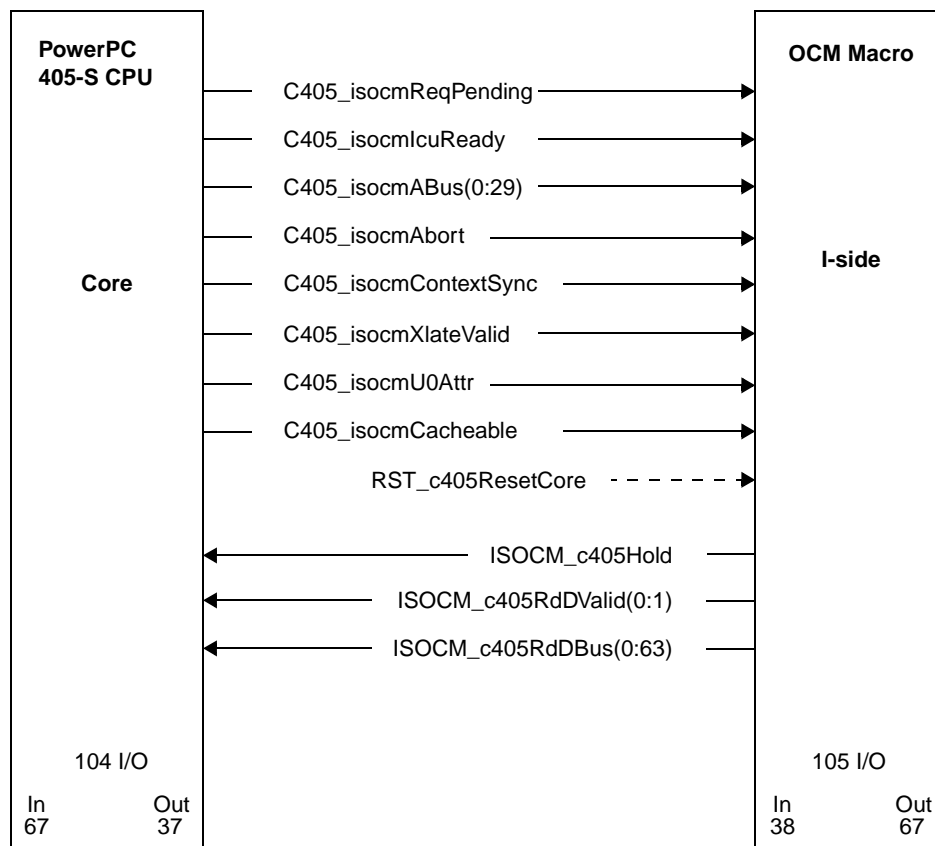 PowerPC
405-S CPU
OCM Macro
C405_isocmReqPending
C405_isocmIcuReady
C405_isocmABus(0:29)
C405_isocmAbort
I-side
Core
C405_isocmContextSync
C405_isocmXlateValid
C405_isocmU0Attr
C405_isocmCacheable
RST_c405ResetCore
ISOCM_c405Hold
ISOCM_c405RdDValid(0:1)
ISOCM_c405RdDBus(0:63)
104 I/O
105 I/O
In Out In Out
67 37 38 67